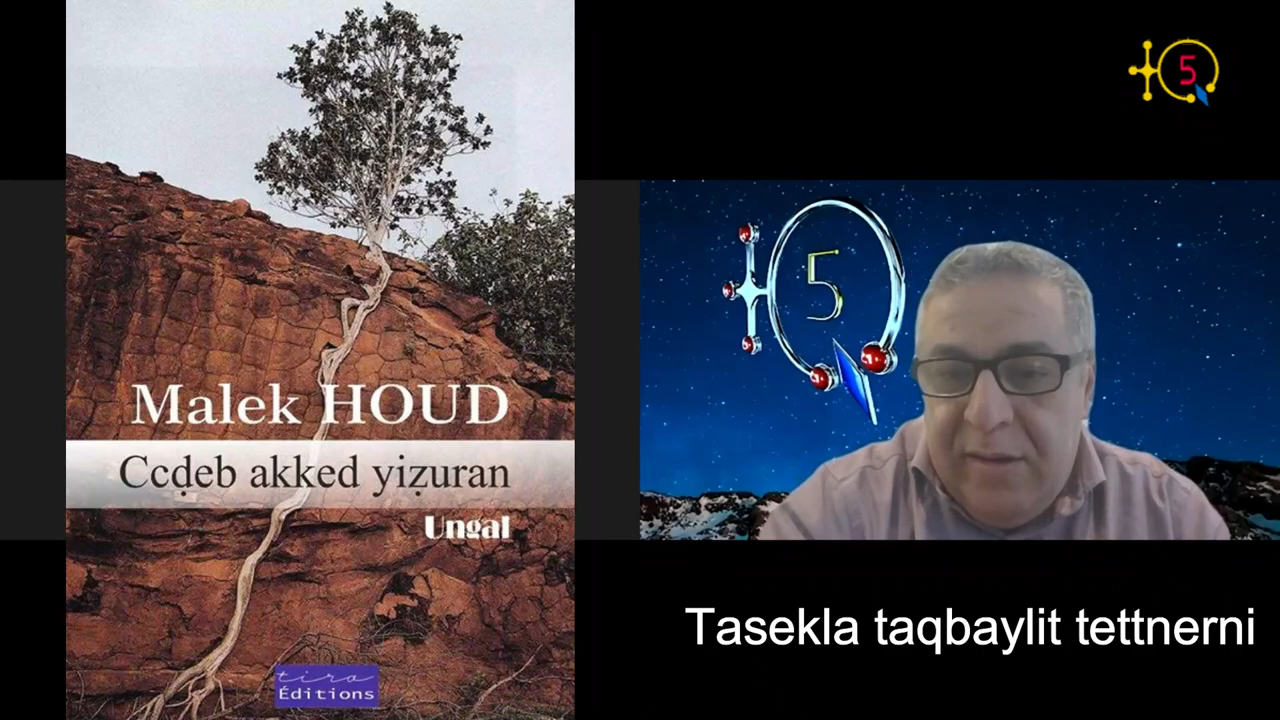 Malek HOUD
Ccḍeb akked yiẓuran
Ungal
tira
Éditions
5
5
Tasekla taqbaylit tettnerni